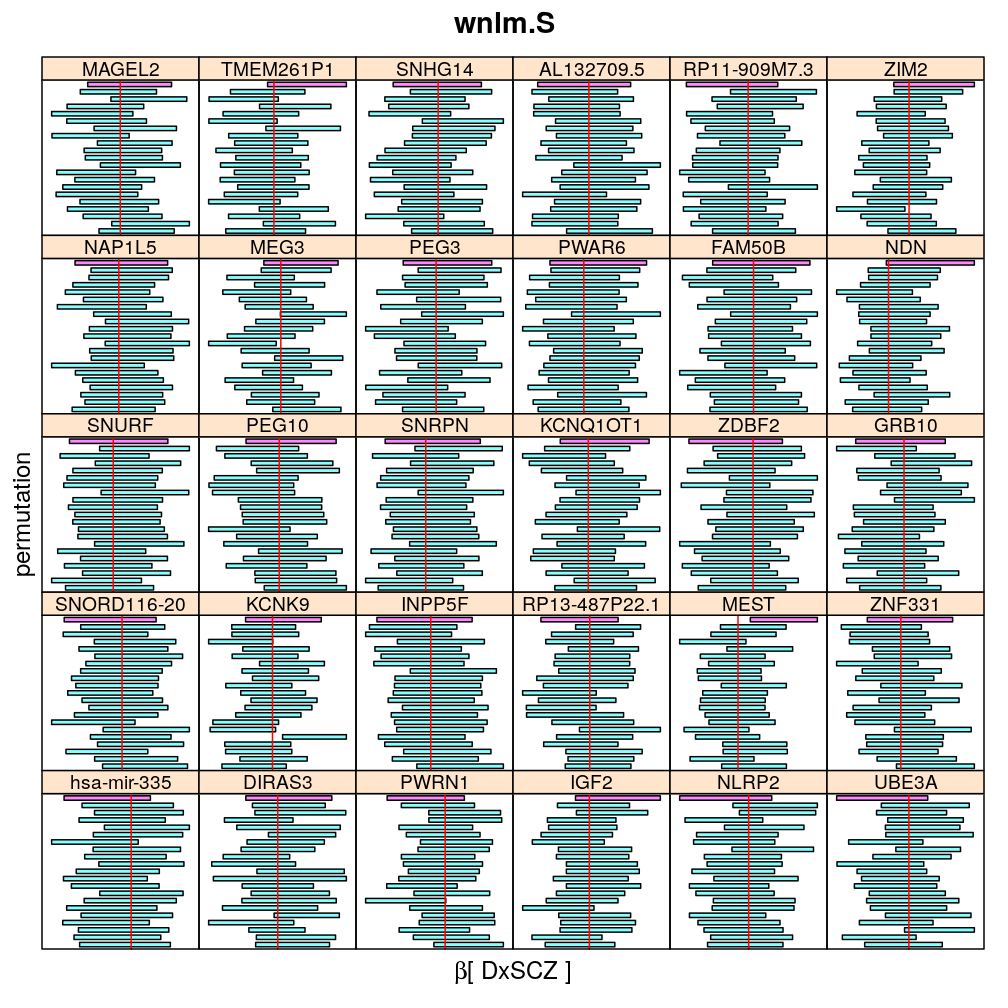 wnlm.S
MAGEL2 TMEM261P1 SNHG14 AL132709.5 RP11-909M7.3 ZIM2
NAP1L5 MEG3 PEG3 PWAR6 FAM50B NDN
SNURF PEG10 SNRPN KCNQ1OT1 ZDBF2 GRB10
SNORD116-20 KCNK9 INPP5F RP13-487P22.1 MEST ZNF331
hsa-mir-335 DIRAS3 PWRN1 IGF2 NLRP2 UBE3A
permutation
β[ DxSCZ ]